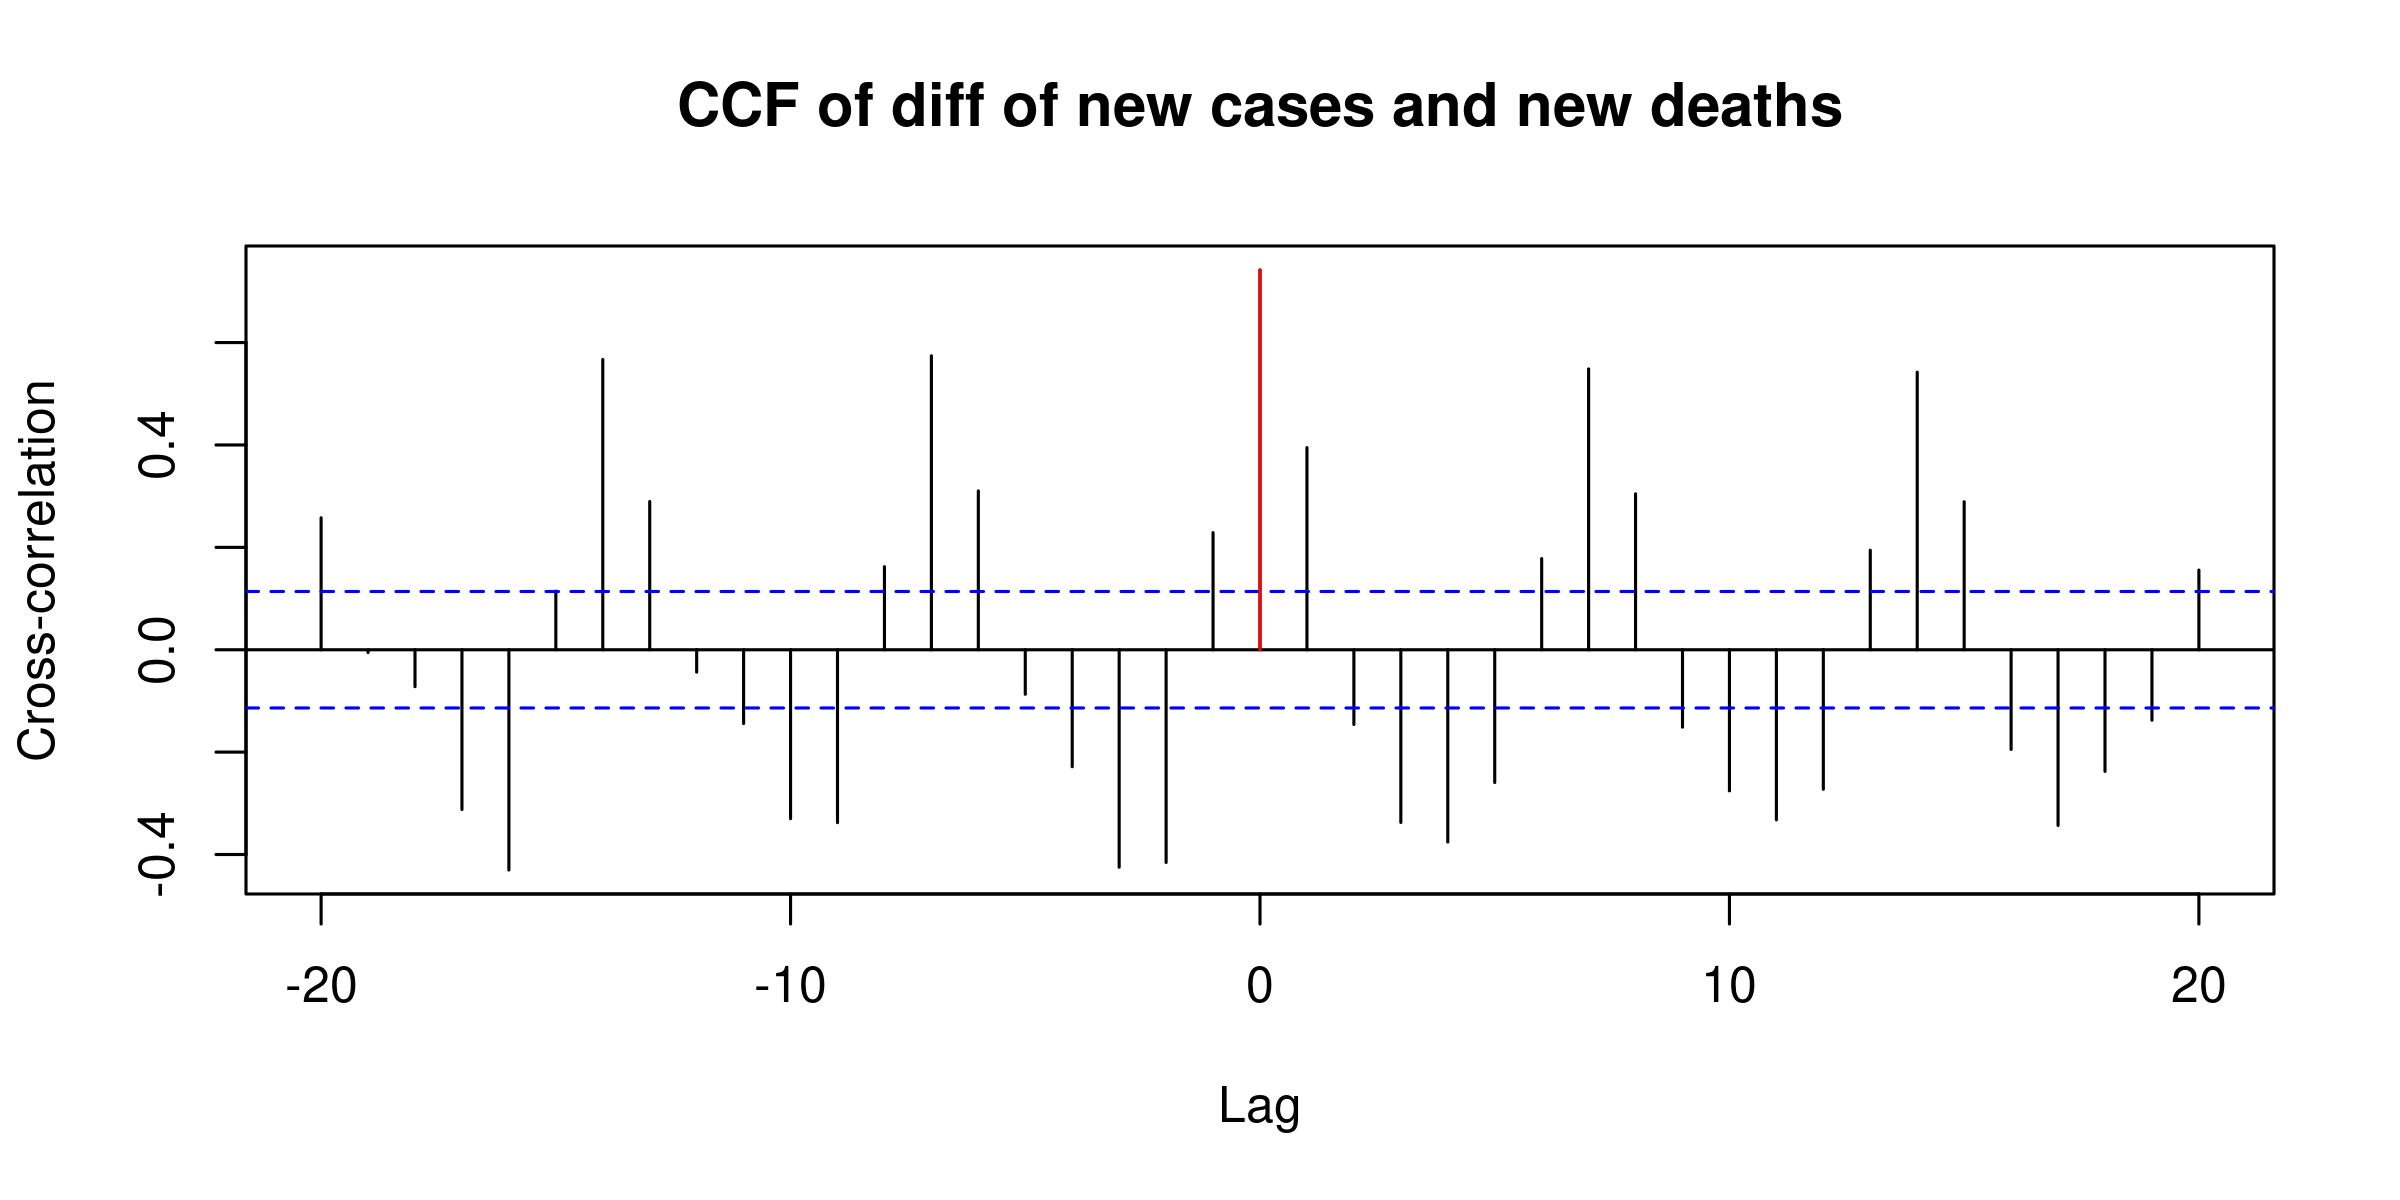 CCF of diff of new cases and new deaths
Cross-correlation
0.4
0.0
-0.4
-20 -10 0 10 20
Lag